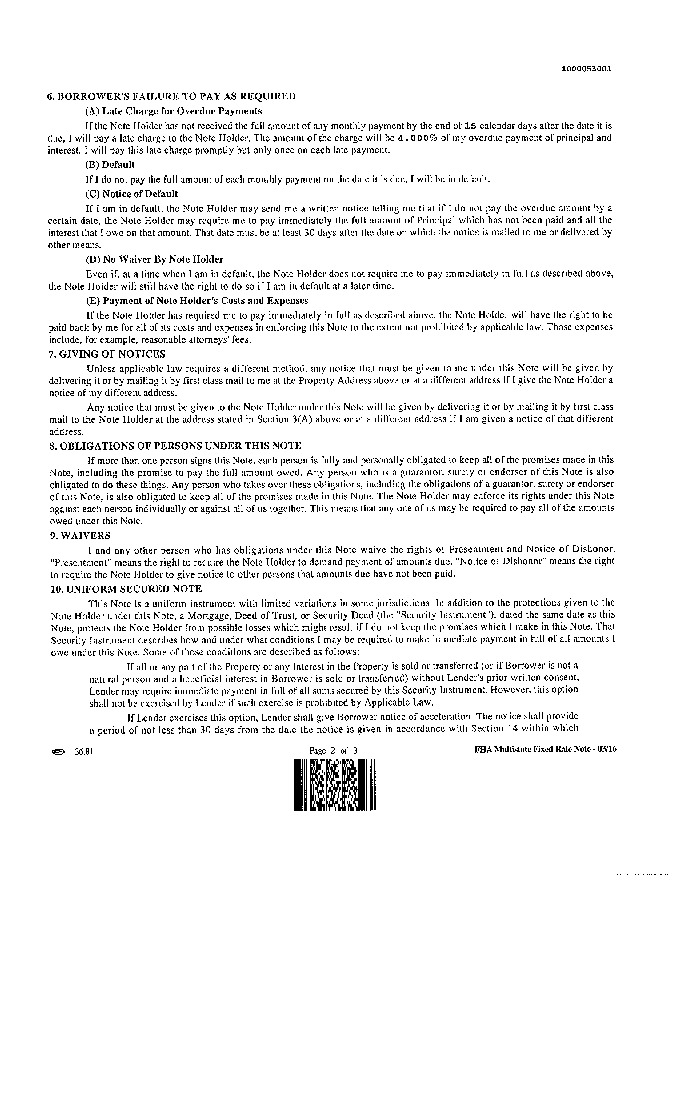 1000053001
6. BORROWER'S FAILURE TO PAY AS REQUIRED
(A) Late Charge for Overdue Payments
If the Note Holder has not received the full amount of any monthly payment by the end of 15 calendar days after the date it is
due, I will pay a late charge to the Note Holder. The amount of the charge will be 4.000% of my overdue payment of principal and
interest. I will pay this late charge promptly but only once on each late payment.
(B) Default
If I do not pay the full amount of each monthly payment on the date it is due, I will be in default.
(C) Notice of Default
If I am in default, the Note Holder may send me a written notice telling me that if I do not pay the overdue amount by a
certain date, the Note Holder may require me to pay immediately the full amount of Principal which has not been paid and all the
interest that I owe on that amount. That date must be at least 30 days after the date on which the notice is mailed to me or delivered by
other means.
(D) No Waiver By Note Holder
Even if, at a time when I am in default, the Note Holder does not require me to pay immediately in full as described above,
the Note Holder will still have the right to do so if I am in default at a later time.
(E) Payment of Note Holder's Costs and Expenses
If the Note Holder has required me to pay immediately in full as described above, the Note Holder will have the right to be
paid back by me for all of its costs and expenses in enforcing this Note to the extent not prohibited by applicable law. Those expenses
include, for example, reasonable attorneys' fees.
7. GIVING OF NOTICES
Unless applicable law requires a different method, any notice that must be given to me under this Note will be given by
delivering it or by mailing it by first class mail to me at the Property Address above or at a different address if I give the Note Holder a
notice of my different address.
Any notice that must be given to the Note Holder under this Note will be given by delivering it or by mailing it by first class
mail to the Note Holder at the address stated in Section 3(A) above or at a different address if I am given a notice of that different
address.
8. OBLIGATIONS OF PERSONS UNDER THIS NOTE
If more than one person signs this Note, each person is fully and personally obligated to keep all of the promises made in this
Note, including the promise to pay the full amount owed. Any person who is a guarantor, surety or endorser of this Note is also
obligated to do these things. Any person who takes over these obligations, including the obligations of a guarantor, surety or endorser
of this Note, is also obligated to keep all of the promises made in this Note. The Note Holder may enforce its rights under this Note
against each person individually or against all of us together. This means that any one of us may be required to pay all of the amounts
owed under this Note.
9. WAIVERS
I and any other person who has obligations under this Note waive the rights of Presentment and Notice of Dishonor.
"Presentment" means the right to require the Note Holder to demand payment of amounts due. "Notice of Dishonor" means the right
to require the Note Holder to give notice to other persons that amounts due have not been paid.
10. UNIFORM SECURED NOTE
This Note is a uniform instrument with limited variations in some jurisdictions. In addition to the protections given to the
Note Holder under this Note, a Mortgage, Deed of Trust, or Security Deed (the "Security Instrument"), dated the same date as this
Note, protects the Note Holder from possible losses which might result if I do not keep the promises which I make in this Note. That
Security Instrument describes how and under what conditions I may be required to make immediate payment in full of all amounts I
owe under this Note. Some of those conditions are described as follows:
If all or any part of the Property or any Interest in the Property is sold or transferred (or if Borrower is not a
natural person and a beneficial interest in Borrower is sold or transferred) without Lender's prior written consent,
Lender may require immediate payment in full of all sums secured by this Security Instrument. However, this option
shall not be exercised by Lender if such exercise is prohibited by Applicable Law.
If Lender exercises this option, Lender shall give Borrower notice of acceleration. The notice shall provide
a period of not less than 30 days from the date the notice is given in accordance with Section 14 within which
36.81 Page 2 of 3 FHA Multistate Fixed Rate Note - 03/16